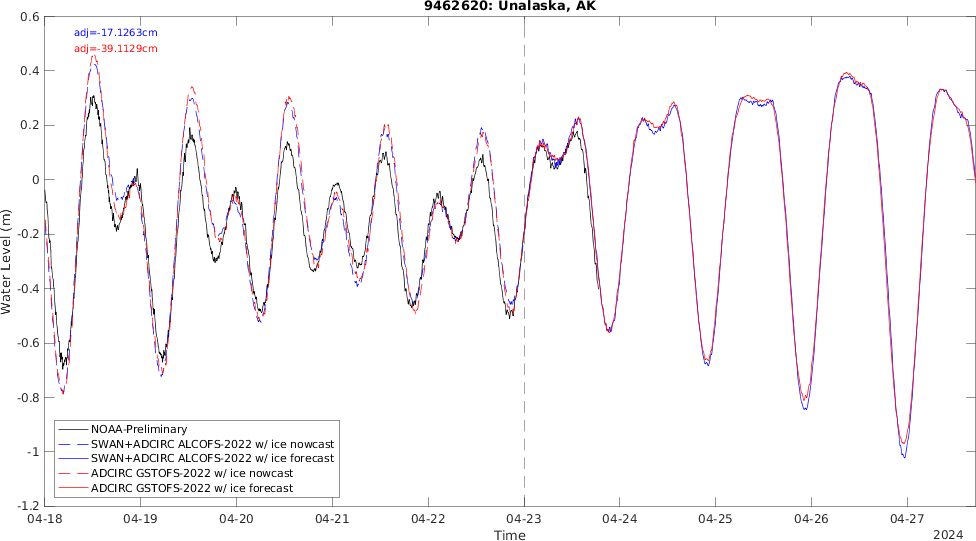 9462620: Unalaska, AK
adj=-17.1263cm
adj=-39.1129cm
Water Level (m)
0.6
0.4
0.2
0
-0.2
-0.4
-0.6
-0.8
-1
-1.2
NOAA-Preliminary
SWAN+ADCIRC ALCOFS-2022 w/ ice nowcast
SWAN+ADCIRC ALCOFS-2022 w/ ice forecast
ADCIRC GSTOFS-2022 w/ ice nowcast
ADCIRC GSTOFS-2022 w/ ice forecast
04-18 04-19 04-20 04-21 04-22 04-23 04-24 04-25 04-26 04-27
Time
2024